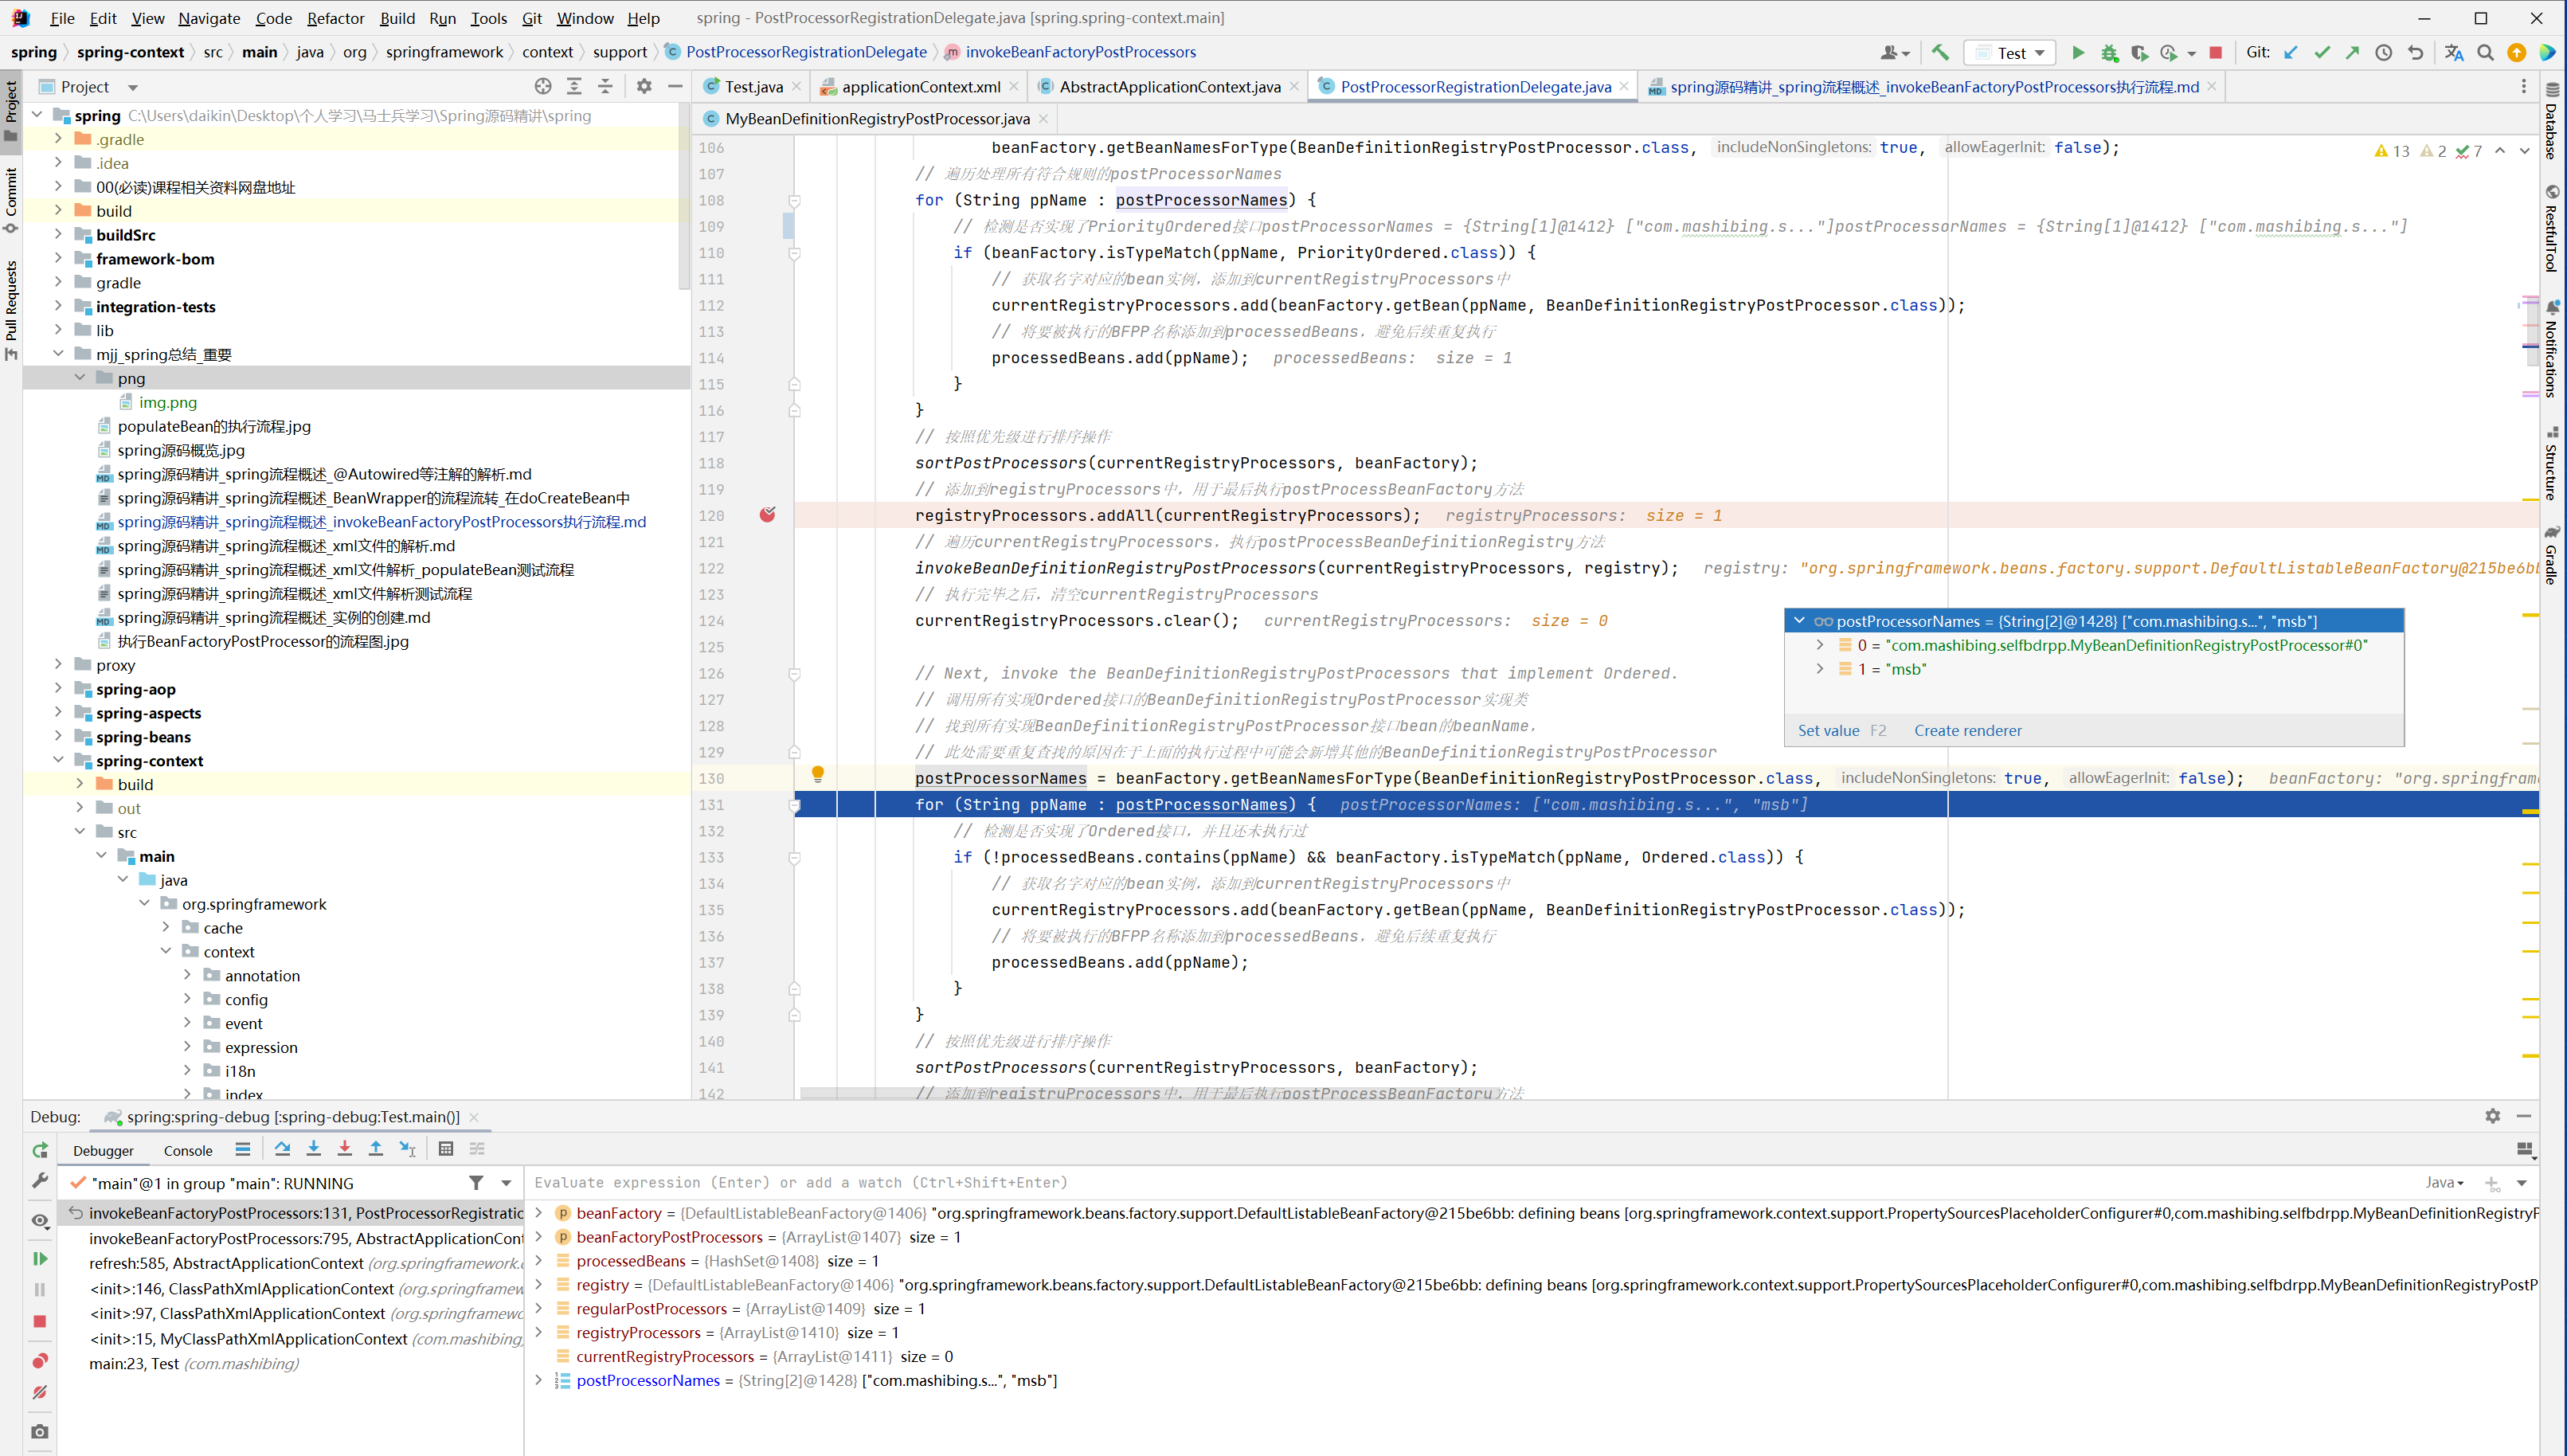 File Edit View Navigate Code Refactor Build Run Tools Git Window Help spring - PostProcessorRegistrationDelegate.java [spring.spring-context.main]
spring spring-context src main java org springframework context support PostProcessorRegistrationDelegate invokeBeanFactoryPostProcessors
Test
Git:
Project
Commit
Pull Requests
Project
spring C:\Users\daikin\Desktop\个人学习\马士兵学习\Spring源码精讲\spring
.gradle
.idea
00(必读)课程相关资料网盘地址
build
buildSrc
framework-bom
gradle
integration-tests
lib
mjj_spring总结_重要
png
img.png
populateBean的执行流程.jpg
spring源码概览.jpg
spring源码精讲_spring流程概述_@Autowired等注解的解析.md
spring源码精讲_spring流程概述_BeanWrapper的流程流转_在doCreateBean中
spring源码精讲_spring流程概述_invokeBeanFactoryPostProcessors执行流程.md
spring源码精讲_spring流程概述_xml文件的解析.md
spring源码精讲_spring流程概述_xml文件解析_populateBean测试流程
spring源码精讲_spring流程概述_xml文件解析测试流程
spring源码精讲_spring流程概述_实例的创建.md
执行BeanFactoryPostProcessor的流程图.jpg
proxy
spring-aop
spring-aspects
spring-beans
spring-context
build
out
src
main
java
org.springframework
cache
context
annotation
config
event
expression
i18n
index
Test.java applicationContext.xml AbstractApplicationContext.java PostProcessorRegistrationDelegate.java spring源码精讲_spring流程概述_invokeBeanFactoryPostProcessors执行流程.md
MyBeanDefinitionRegistryPostProcessor.java
13 2 7
106 beanFactory.getBeanNamesForType(BeanDefinitionRegistryPostProcessor.class, includeNonSingletons: true, allowEagerInit: false);
107 // 遍历处理所有符合规则的postProcessorNames
108 for (String ppName : postProcessorNames) {
109 // 检测是否实现了PriorityOrdered接口postProcessorNames = {String[1]@1412} ["com.mashibing.s..."]postProcessorNames = {String[1]@1412} ["com.mashibing.s..."]
110 if (beanFactory.isTypeMatch(ppName, PriorityOrdered.class)) {
111 // 获取名字对应的bean实例，添加到currentRegistryProcessors中
112 currentRegistryProcessors.add(beanFactory.getBean(ppName, BeanDefinitionRegistryPostProcessor.class));
113 // 将要被执行的BFPP名称添加到processedBeans，避免后续重复执行
114 processedBeans.add(ppName); processedBeans: size = 1
115 }
116 }
117 // 按照优先级进行排序操作
118 sortPostProcessors(currentRegistryProcessors, beanFactory);
119 // 添加到registryProcessors中，用于最后执行postProcessBeanFactory方法
120 registryProcessors.addAll(currentRegistryProcessors); registryProcessors: size = 1
121 // 遍历currentRegistryProcessors，执行postProcessBeanDefinitionRegistry方法
122 invokeBeanDefinitionRegistryPostProcessors(currentRegistryProcessors, registry); registry: "org.springframework.beans.factory.support.DefaultListableBeanFactory@215be6bb
123 // 执行完毕之后，清空currentRegistryProcessors
124 currentRegistryProcessors.clear(); currentRegistryProcessors: size = 0
125
126 // Next, invoke the BeanDefinitionRegistryPostProcessors that implement Ordered.
127 // 调用所有实现Ordered接口的BeanDefinitionRegistryPostProcessor实现类
128 // 找到所有实现BeanDefinitionRegistryPostProcessor接口bean的beanName，
129 // 此处需要重复查找的原因在于上面的执行过程中可能会新增其他的BeanDefinitionRegistryPostProcessor
130 postProcessorNames = beanFactory.getBeanNamesForType(BeanDefinitionRegistryPostProcessor.class, includeNonSingletons: true, allowEagerInit: false); beanFactory: "org.springfram
131 for (String ppName : postProcessorNames) { postProcessorNames: ["com.mashibing.s...", "msb"]
132 // 检测是否实现了Ordered接口，并且还未执行过
133 if (!processedBeans.contains(ppName) && beanFactory.isTypeMatch(ppName, Ordered.class)) {
134 // 获取名字对应的bean实例，添加到currentRegistryProcessors中
135 currentRegistryProcessors.add(beanFactory.getBean(ppName, BeanDefinitionRegistryPostProcessor.class));
136 // 将要被执行的BFPP名称添加到processedBeans，避免后续重复执行
137 processedBeans.add(ppName);
138 }
139 }
140 // 按照优先级进行排序操作
141 sortPostProcessors(currentRegistryProcessors, beanFactory);
142 // 添加到registryProcessors中，用于最后执行postProcessBeanFactory方法
postProcessorNames = {String[2]@1428} ["com.mashibing.s...", "msb"]
0 = "com.mashibing.selfbdrpp.MyBeanDefinitionRegistryPostProcessor#0"
1 = "msb"
Set value F2 Create renderer
Database
RestfulTool
Notifications
Structure
Gradle
Debug: spring:spring-debug [:spring-debug:Test.main()]
Debugger Console
"main"@1 in group "main": RUNNING
invokeBeanFactoryPostProcessors:131, PostProcessorRegistratic
invokeBeanFactoryPostProcessors:795, AbstractApplicationCont
refresh:585, AbstractApplicationContext (org.springframework.c
<init>:146, ClassPathXmlApplicationContext (org.springframew
<init>:97, ClassPathXmlApplicationContext (org.springframewo
<init>:15, MyClassPathXmlApplicationContext (com.mashibing.
main:23, Test (com.mashibing)
Evaluate expression (Enter) or add a watch (Ctrl+Shift+Enter) Java
beanFactory = {DefaultListableBeanFactory@1406} "org.springframework.beans.factory.support.DefaultListableBeanFactory@215be6bb: defining beans [org.springframework.context.support.PropertySourcesPlaceholderConfigurer#0,com.mashibing.selfbdrpp.MyBeanDefinitionRegistryP
beanFactoryPostProcessors = {ArrayList@1407} size = 1
processedBeans = {HashSet@1408} size = 1
registry = {DefaultListableBeanFactory@1406} "org.springframework.beans.factory.support.DefaultListableBeanFactory@215be6bb: defining beans [org.springframework.context.support.PropertySourcesPlaceholderConfigurer#0,com.mashibing.selfbdrpp.MyBeanDefinitionRegistryPostP
regularPostProcessors = {ArrayList@1409} size = 1
registryProcessors = {ArrayList@1410} size = 1
currentRegistryProcessors = {ArrayList@1411} size = 0
postProcessorNames = {String[2]@1428} ["com.mashibing.s...", "msb"]